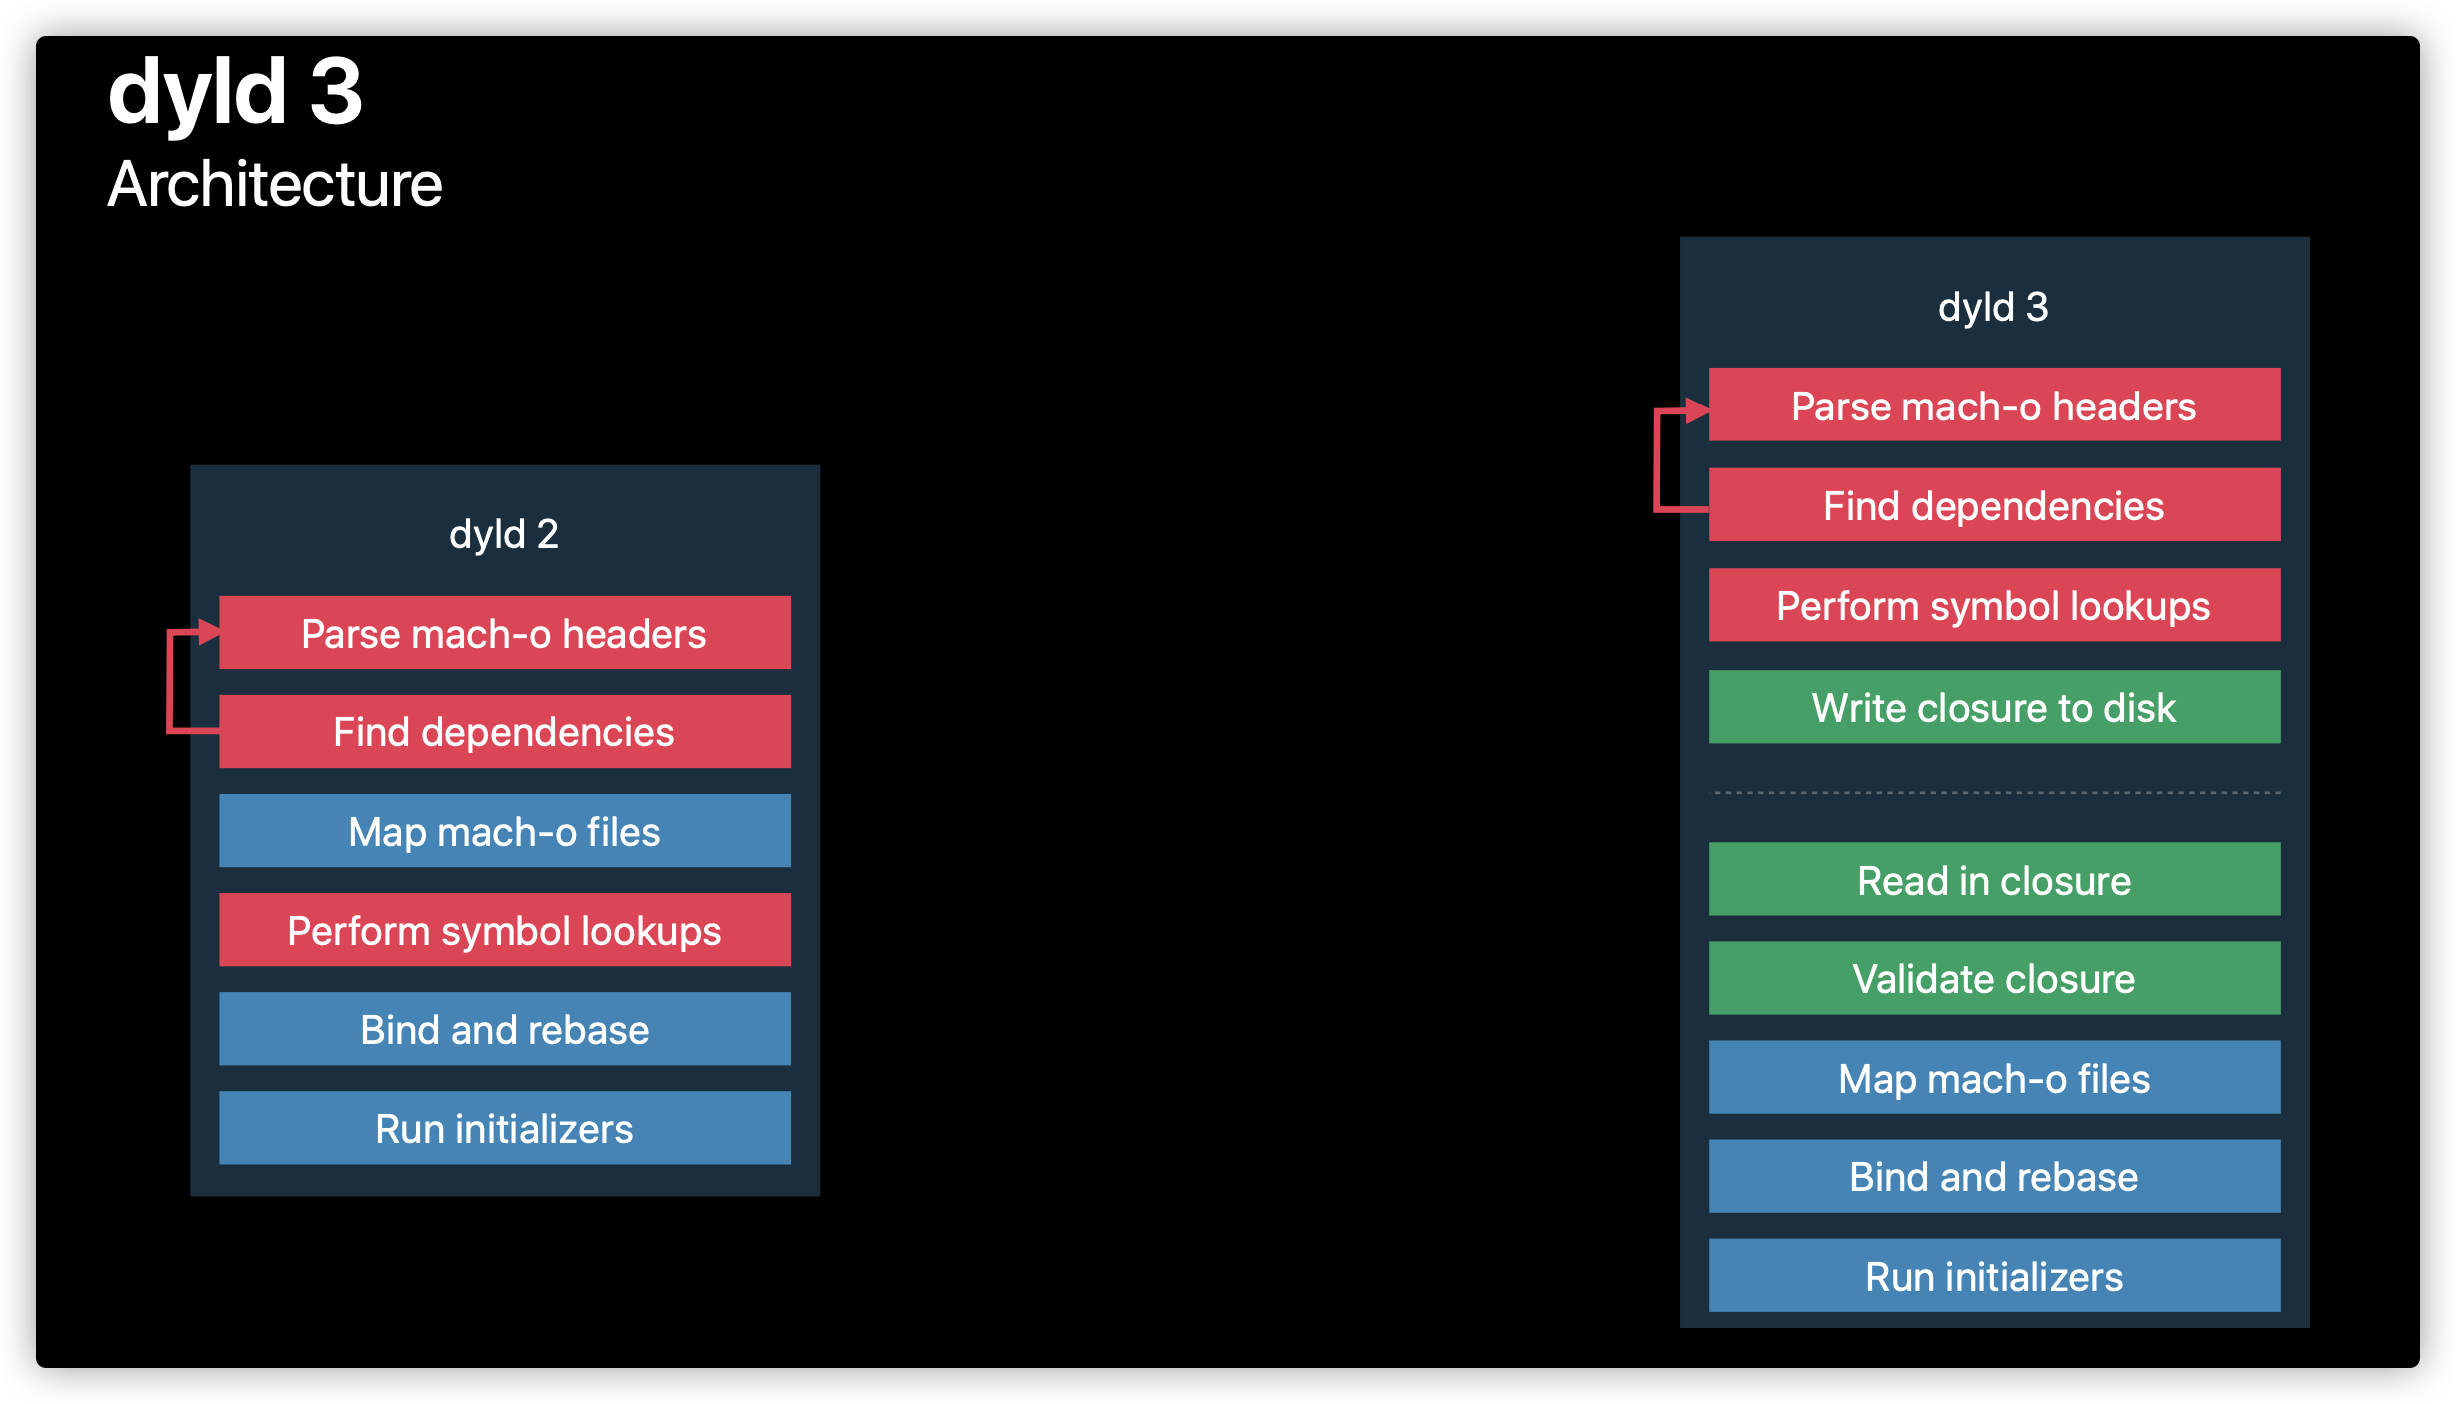 dyld 3
Architecture
dyld 2
Parse mach-o headers
Find dependencies
Map mach-o files
Perform symbol lookups
Bind and rebase
Run initializers
dyld 3
Parse mach-o headers
Find dependencies
Perform symbol lookups
Write closure to disk
Read in closure
Validate closure
Map mach-o files
Bind and rebase
Run initializers